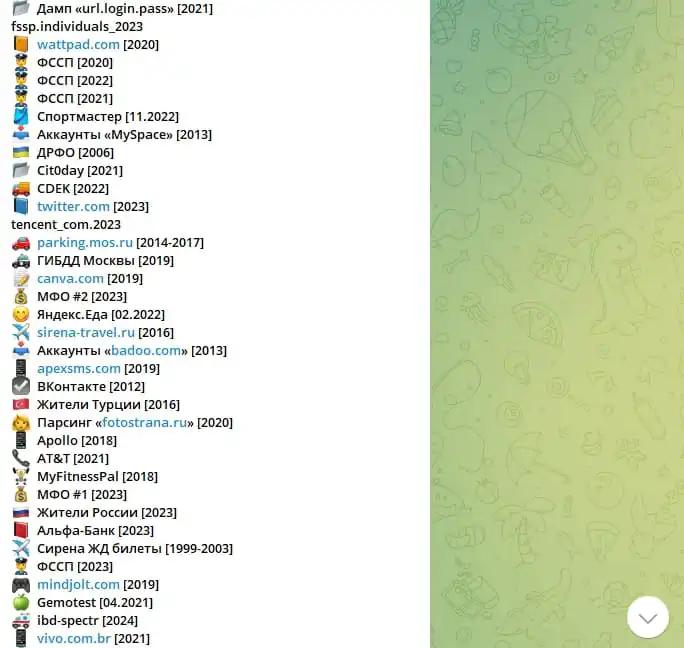 Дамп «url.login.pass» [2021]
fssp.individuals_2023
wattpad.com [2020]
ФССП [2020]
ФССП [2022]
ФССП [2021]
Спортмастер [11.2022]
Аккаунты «MySpace» [2013]
ДРФО [2006]
Cit0day [2021]
CDEK [2022]
twitter.com [2023]
tencent_com.2023
parking.mos.ru [2014-2017]
ГИБДД Москвы [2019]
canva.com [2019]
МФО #2 [2023]
Яндекс.Еда [02.2022]
sirena-travel.ru [2016]
Аккаунты «badoo.com» [2013]
apexsms.com [2019]
ВКонтакте [2012]
Жители Турции [2016]
Парсинг «fotostrana.ru» [2020]
Apollo [2018]
AT&T [2021]
MyFitnessPal [2018]
МФО #1 [2023]
Жители России [2023]
Альфа-Банк [2023]
Сирена ЖД билеты [1999-2003]
ФССП [2023]
mindjolt.com [2019]
Gemotest [04.2021]
ibd-spectr [2024]
vivo.com.br [2021]